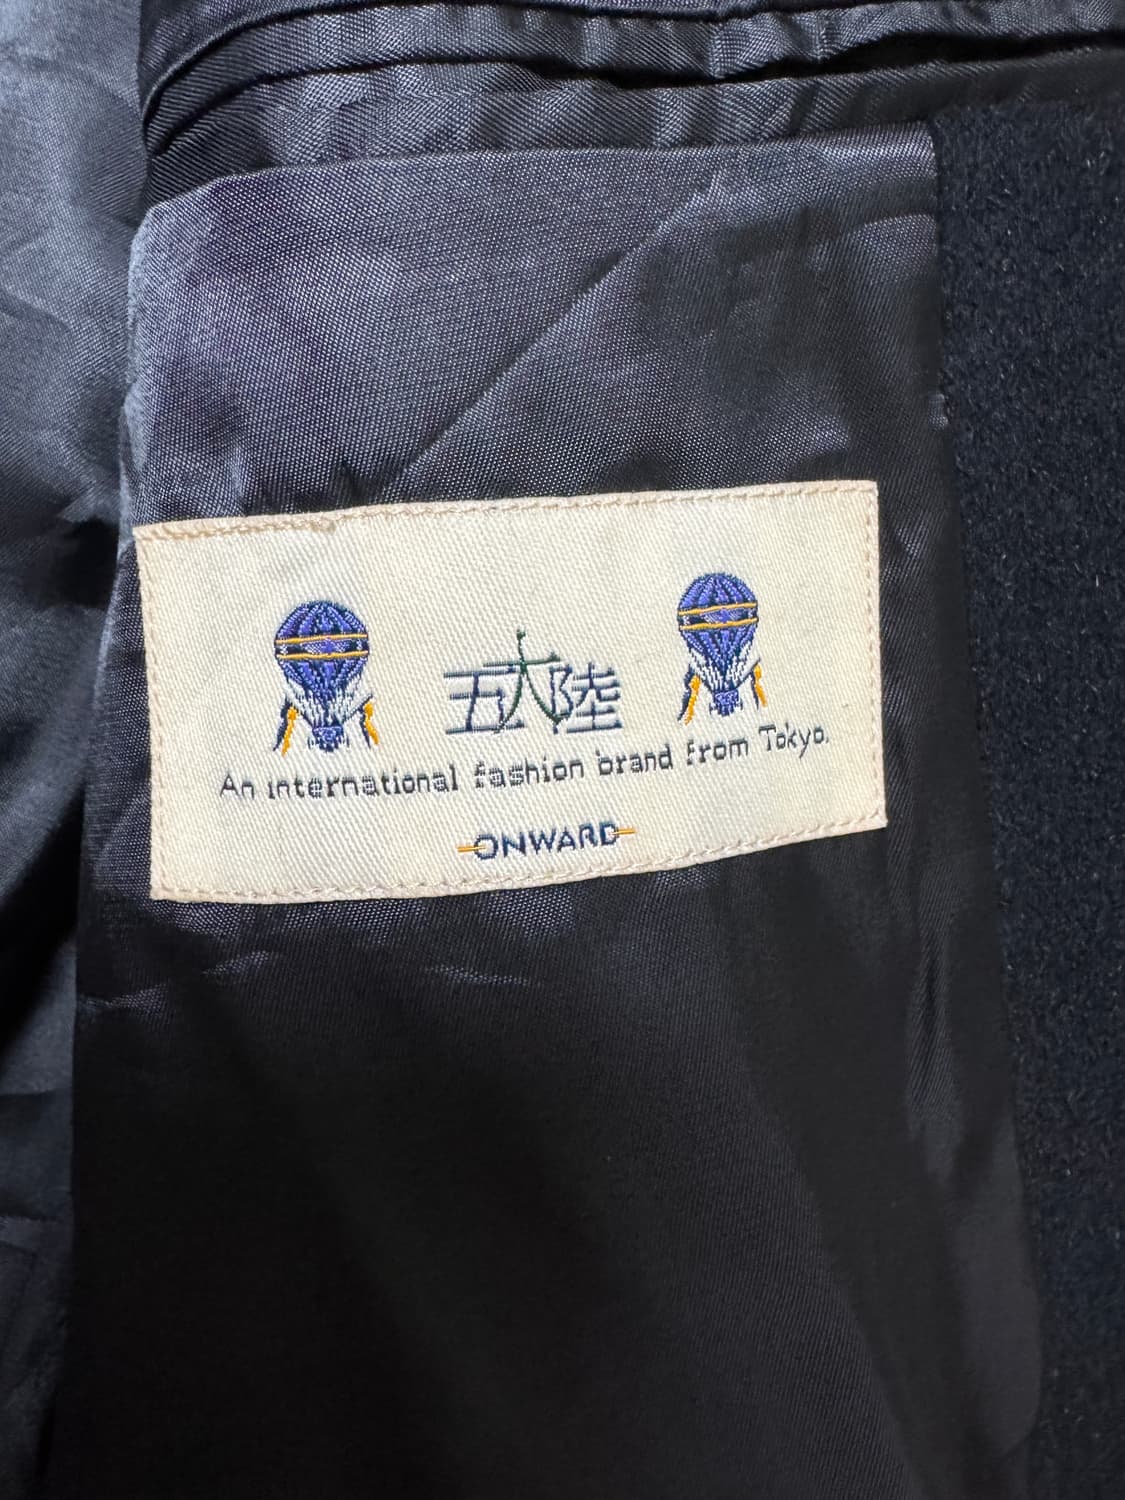 五大陸
An international fashion brand from Tokyo.
ONWARD